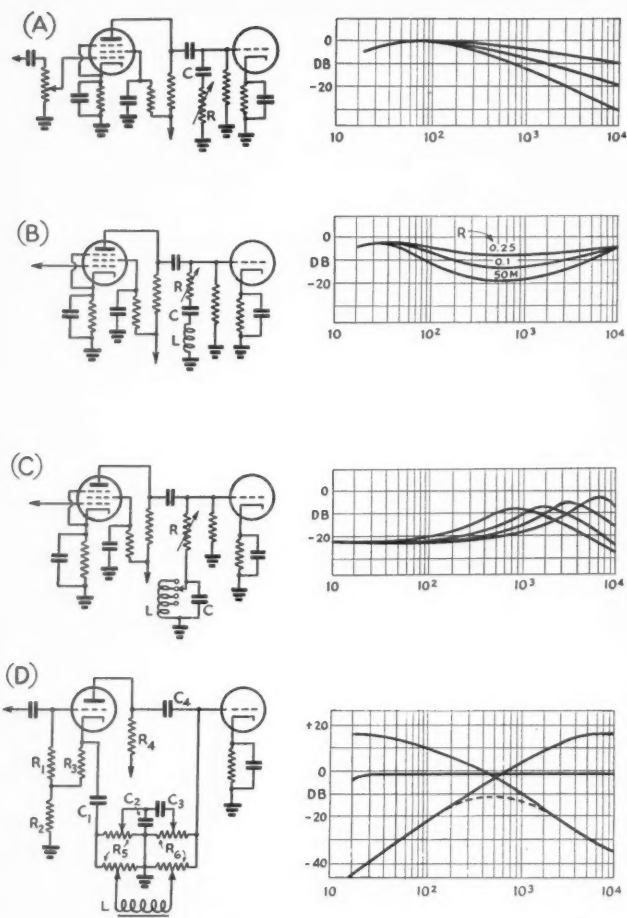 (A)
C
R
0
DB
-20
10
10²
10³
10⁴
(B)
R
C
L
R
0.25
0.1
50M
0
DB
-20
10
10²
10³
10⁴
(C)
R
L
C
0
DB
-20
10
10²
10³
10⁴
(D)
C₄
R₁
R₃
R₄
R₂
C₁
C₂
C₃
R₅
R₆
L
+20
0
DB
-20
-40
10
10²
10³
10⁴